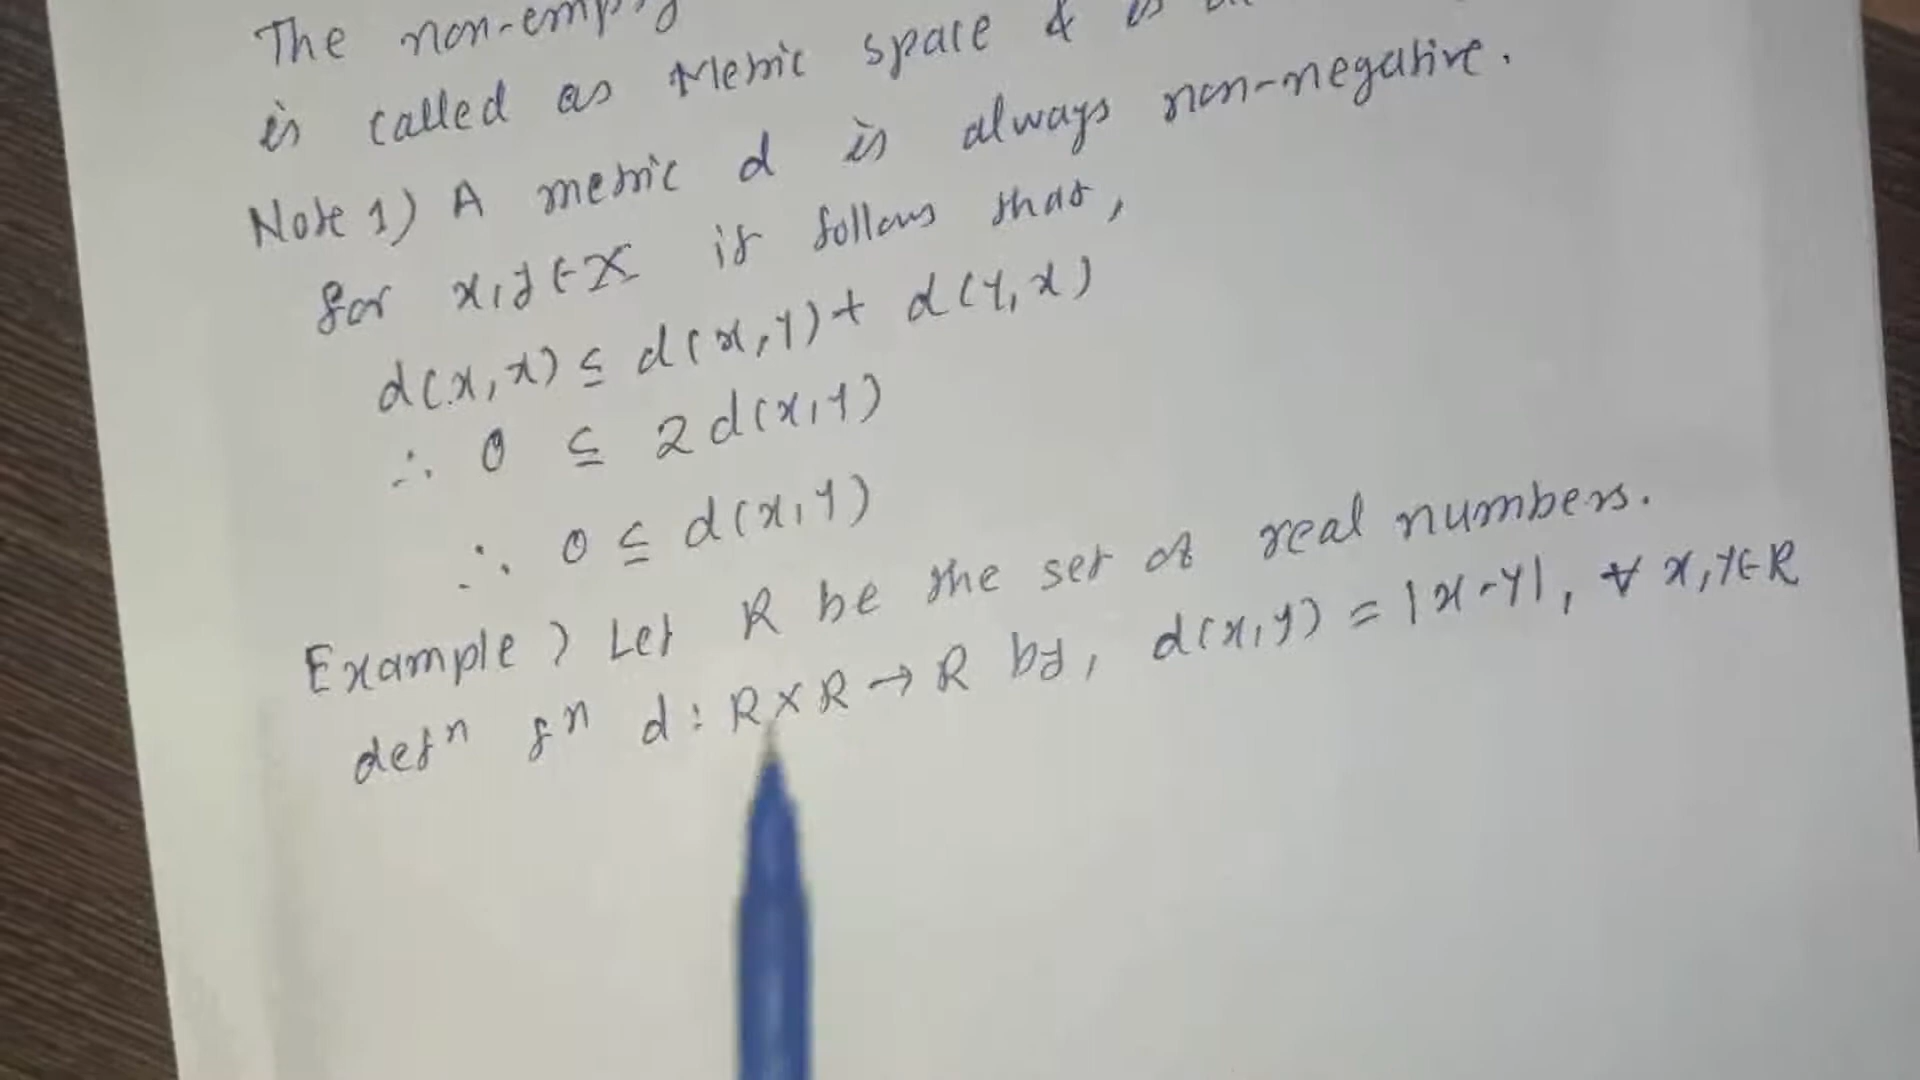 The non-empty
is called as Metric space & is
Note 1) A metric d is always non-negative.
for x,y∈X it follows that,
d(x,x) ≤ d(x,y)+ d(y,x)
∴ 0 ≤ 2d(x,y)
∴ 0 ≤ d(x,y)
Example) Let R be the set of real numbers.
defⁿ fⁿ d: R×R → R by, d(x,y) = |x-y|, ∀ x,y∈R